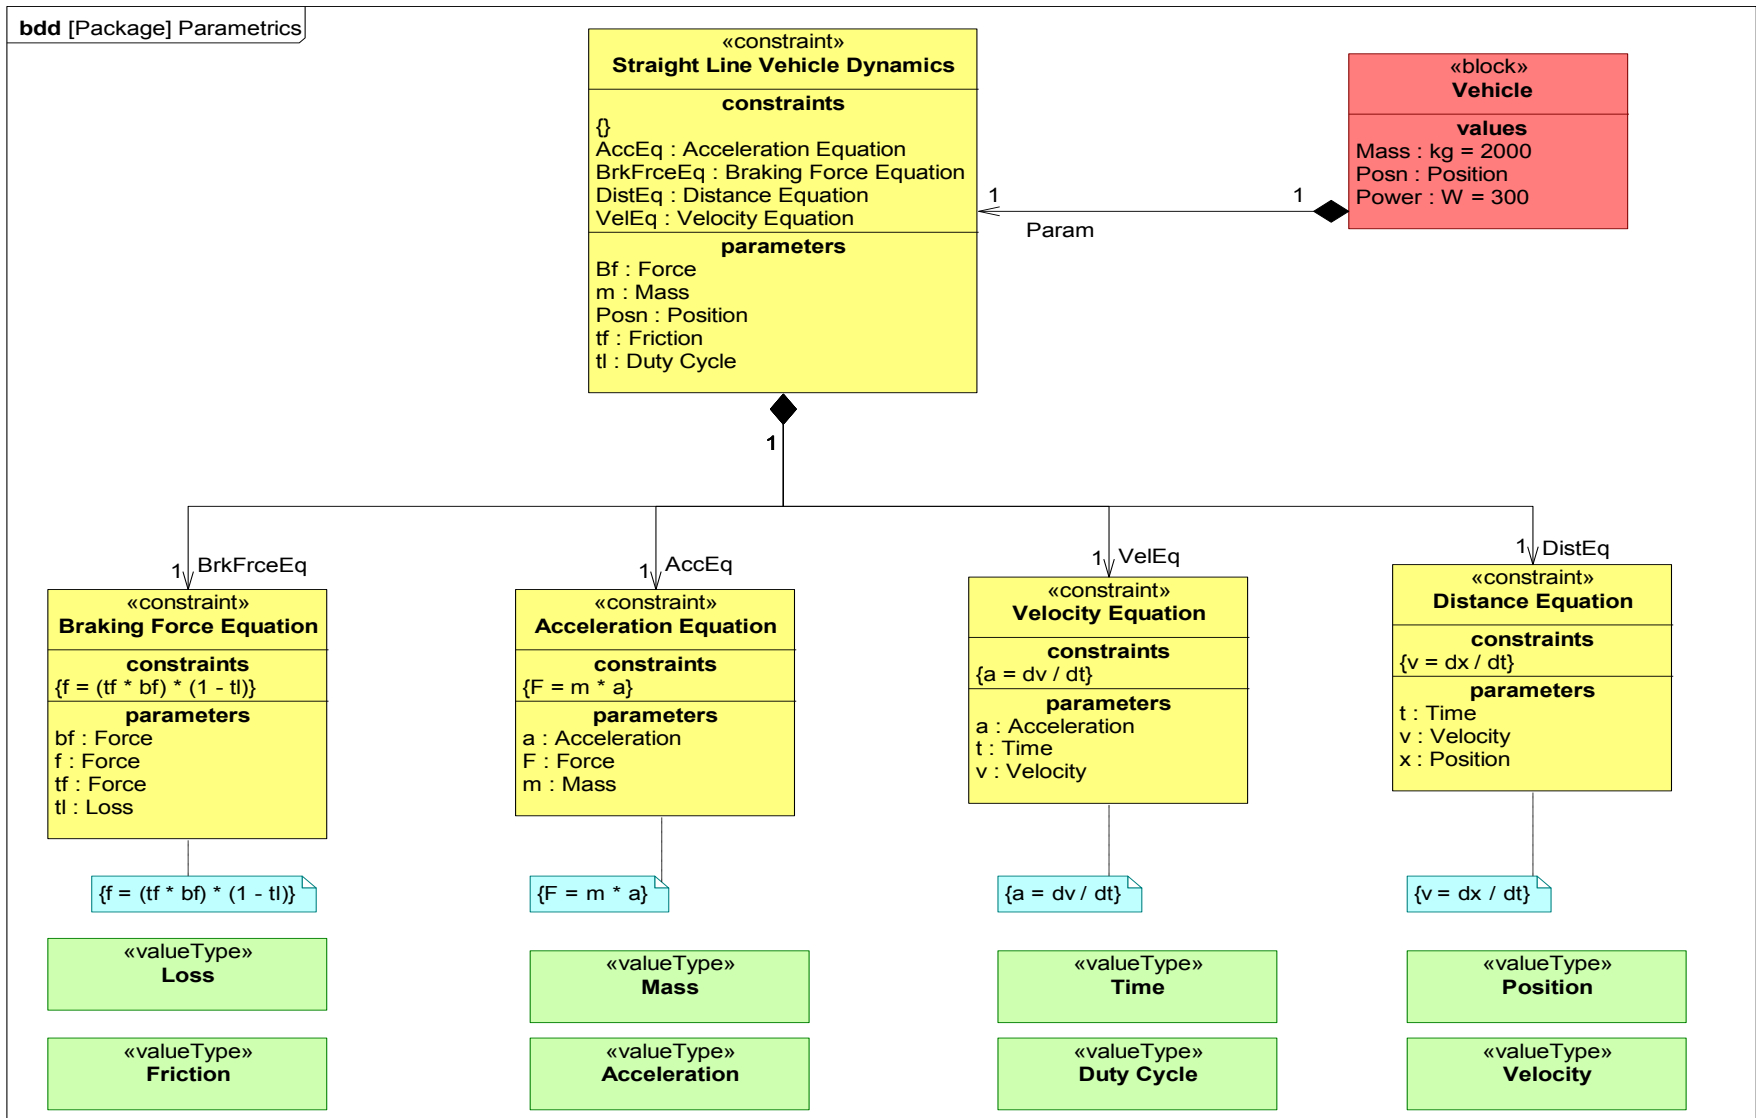 bdd [Package] Parametrics
«constraint»
Straight Line Vehicle Dynamics
constraints
{}
AccEq : Acceleration Equation
BrkFrceEq : Braking Force Equation
DistEq : Distance Equation
VelEq : Velocity Equation
parameters
Bf : Force
m : Mass
Posn : Position
tf : Friction
tl : Duty Cycle
«block»
Vehicle
values
Mass : kg = 2000
Posn : Position
Power : W = 300
1
1
Param
1
1
BrkFrceEq
1
AccEq
1
VelEq
1
DistEq
«constraint»
Braking Force Equation
constraints
{f = (tf * bf) * (1 - tl)}
parameters
bf : Force
f : Force
tf : Force
tl : Loss
«constraint»
Acceleration Equation
constraints
{F = m * a}
parameters
a : Acceleration
F : Force
m : Mass
«constraint»
Velocity Equation
constraints
{a = dv / dt}
parameters
a : Acceleration
t : Time
v : Velocity
«constraint»
Distance Equation
constraints
{v = dx / dt}
parameters
t : Time
v : Velocity
x : Position
{f = (tf * bf) * (1 - tl)}
{F = m * a}
{a = dv / dt}
{v = dx / dt}
«valueType»
Loss
«valueType»
Mass
«valueType»
Time
«valueType»
Position
«valueType»
Friction
«valueType»
Acceleration
«valueType»
Duty Cycle
«valueType»
Velocity